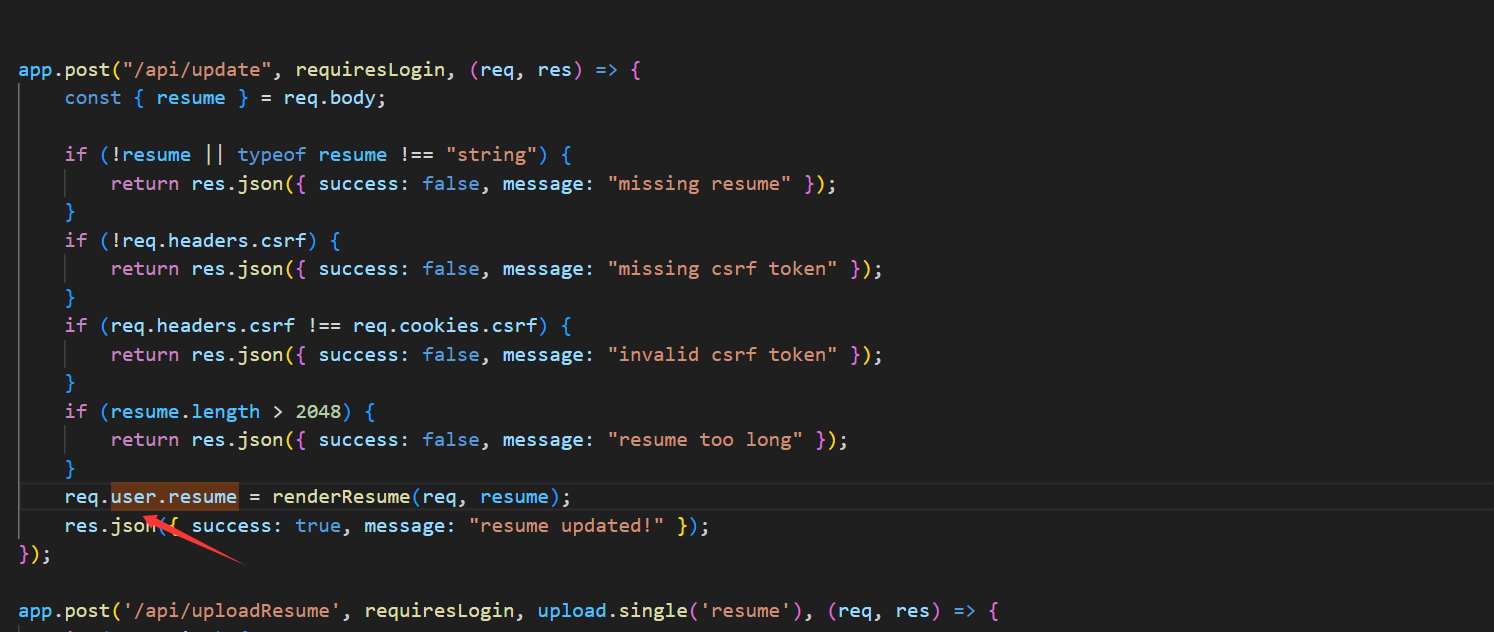 app.post("/api/update", requiresLogin, (req, res) => {
    const { resume } = req.body;
    if (!resume || typeof resume !== "string") {
        return res.json({ success: false, message: "missing resume" });
    }
    if (!req.headers.csrf) {
        return res.json({ success: false, message: "missing csrf token" });
    }
    if (req.headers.csrf !== req.cookies.csrf) {
        return res.json({ success: false, message: "invalid csrf token" });
    }
    if (resume.length > 2048) {
        return res.json({ success: false, message: "resume too long" });
    }
    req.user.resume = renderResume(req, resume);
    res.json({ success: true, message: "resume updated!" });
});
app.post('/api/uploadResume', requiresLogin, upload.single('resume'), (req, res) => {